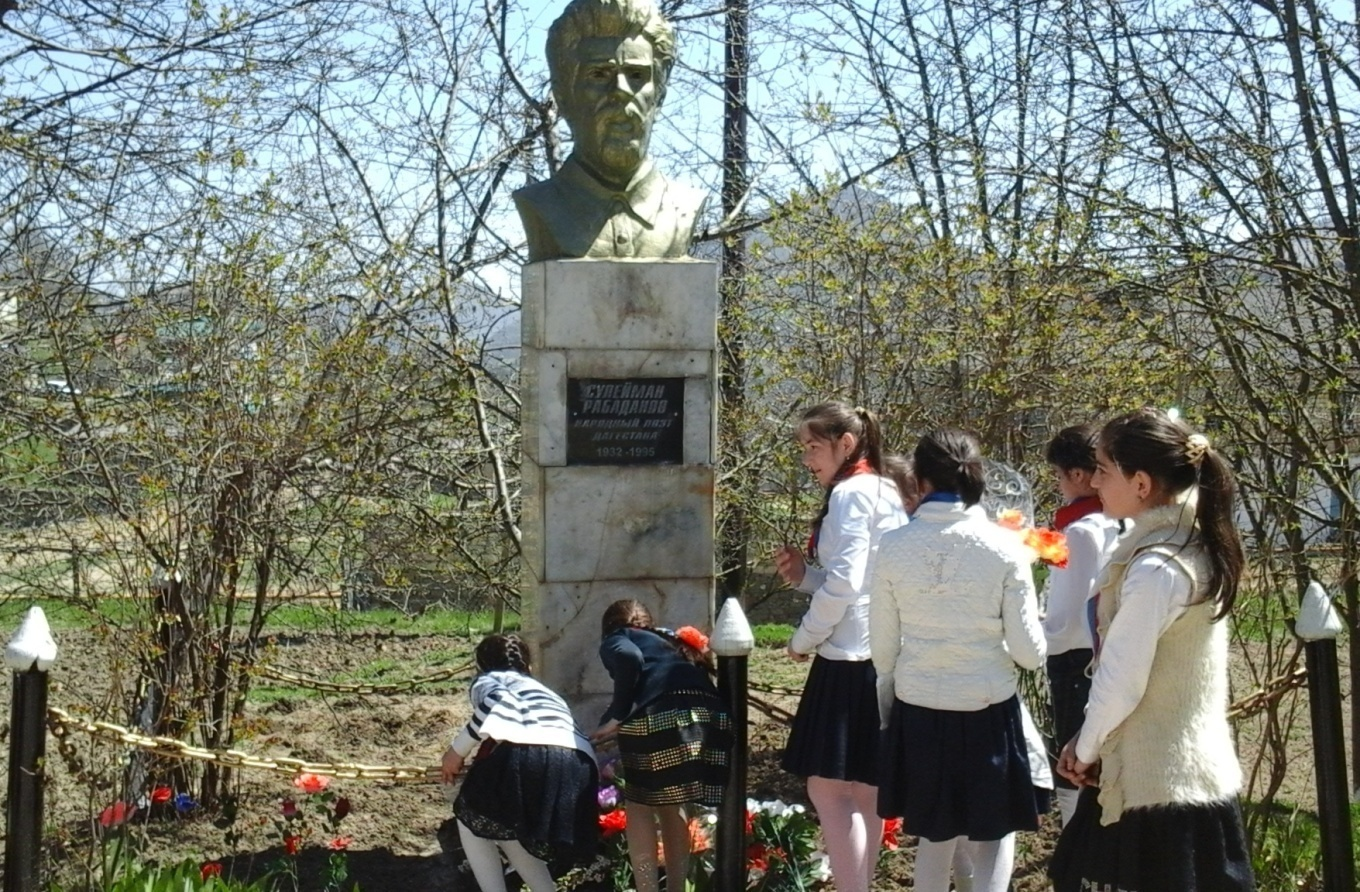 СУЛЕЙМАН
РАБАДАНОВ
НАРОДНЫЙ ПОЭТ
ДАГЕСТАНА
1932-1995